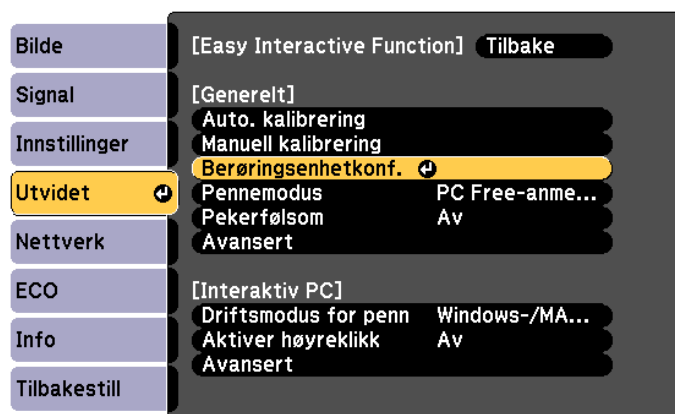 Bilde
Signal
Innstillinger
Utvidet
Nettverk
ECO
Info
Tilbakestill
[Easy Interactive Function] Tilbake
[Generelt]
Auto. kalibrering
Manuell kalibrering
Berøringsenhetkonf.
Pennemodus PC Free-anme...
Pekerfølsom Av
Avansert
[Interaktiv PC]
Driftsmodus for penn Windows-/MA...
Aktiver høyreklikk Av
Avansert